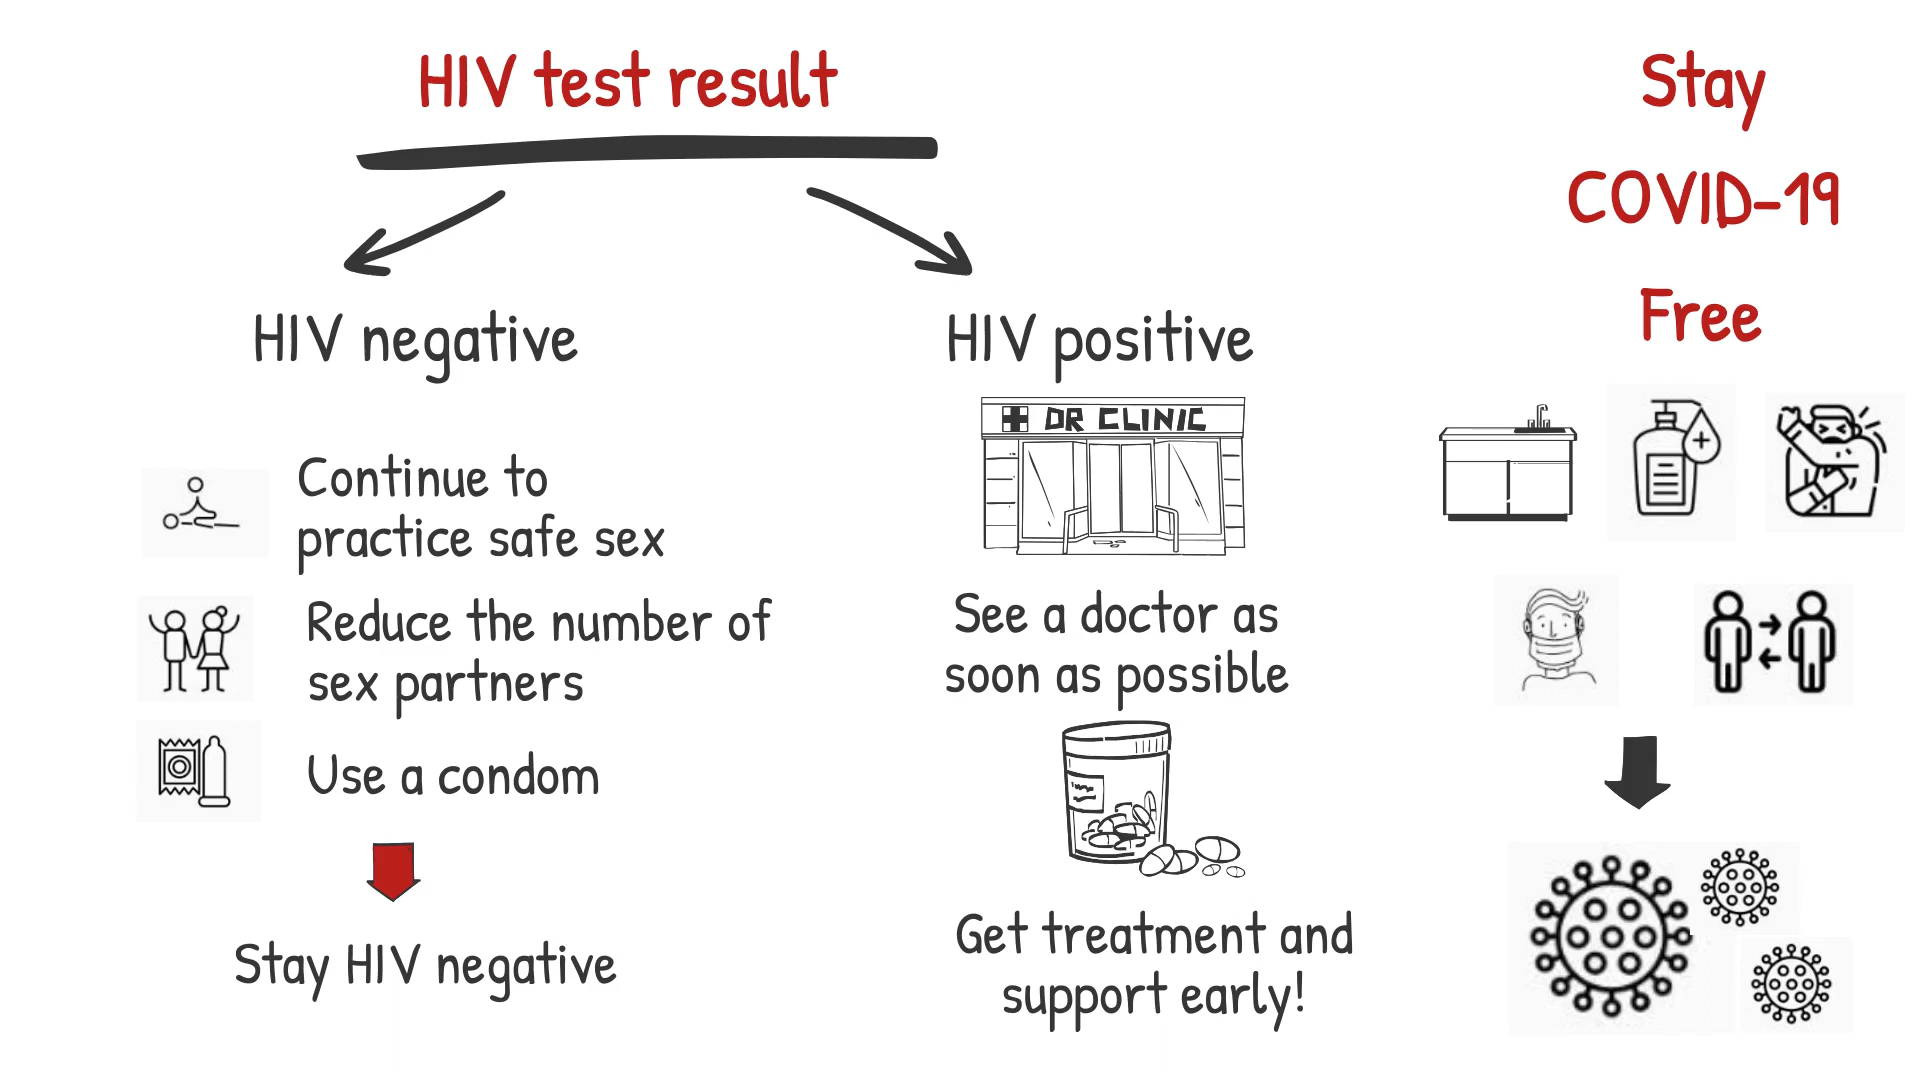 HIV test result
HIV negative
Continue to
practice safe sex
Reduce the number of
sex partners
Use a condom
Stay HIV negative
HIV positive
DR CLINIC
See a doctor as
soon as possible
Get treatment and
support early!
Stay
COVID-19
Free